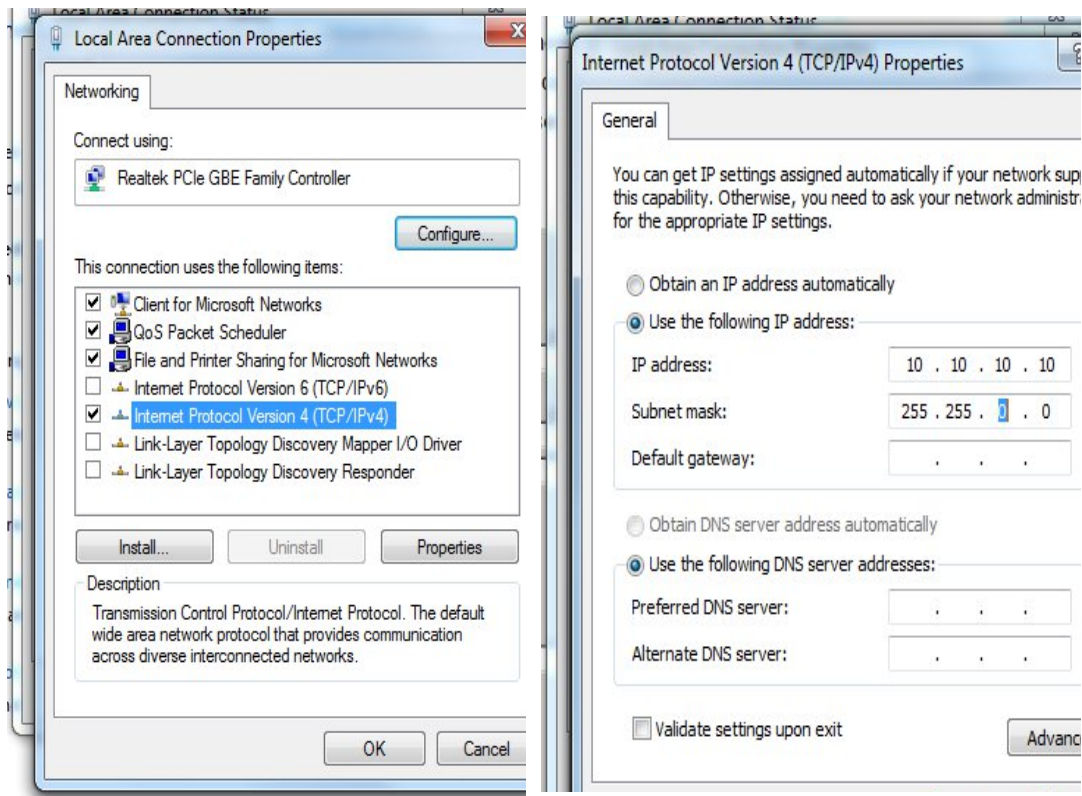 Local Area Connection Status
Local Area Connection Properties
Networking
Connect using:
Realtek PCIe GBE Family Controller
Configure...
This connection uses the following items:
Client for Microsoft Networks
QoS Packet Scheduler
File and Printer Sharing for Microsoft Networks
Internet Protocol Version 6 (TCP/IPv6)
Internet Protocol Version 4 (TCP/IPv4)
Link-Layer Topology Discovery Mapper I/O Driver
Link-Layer Topology Discovery Responder
Install...
Uninstall
Properties
Description
Transmission Control Protocol/Internet Protocol. The default
wide area network protocol that provides communication
across diverse interconnected networks.
OK
Cancel
Local Area Connection Status
Internet Protocol Version 4 (TCP/IPv4) Properties
General
You can get IP settings assigned automatically if your network supp
this capability. Otherwise, you need to ask your network administra
for the appropriate IP settings.
Obtain an IP address automatically
Use the following IP address:
IP address: 10 . 10 . 10 . 10
Subnet mask: 255 . 255 . 0 . 0
Default gateway: . . .
Obtain DNS server address automatically
Use the following DNS server addresses:
Preferred DNS server: . . .
Alternate DNS server: . . .
Validate settings upon exit
Advance